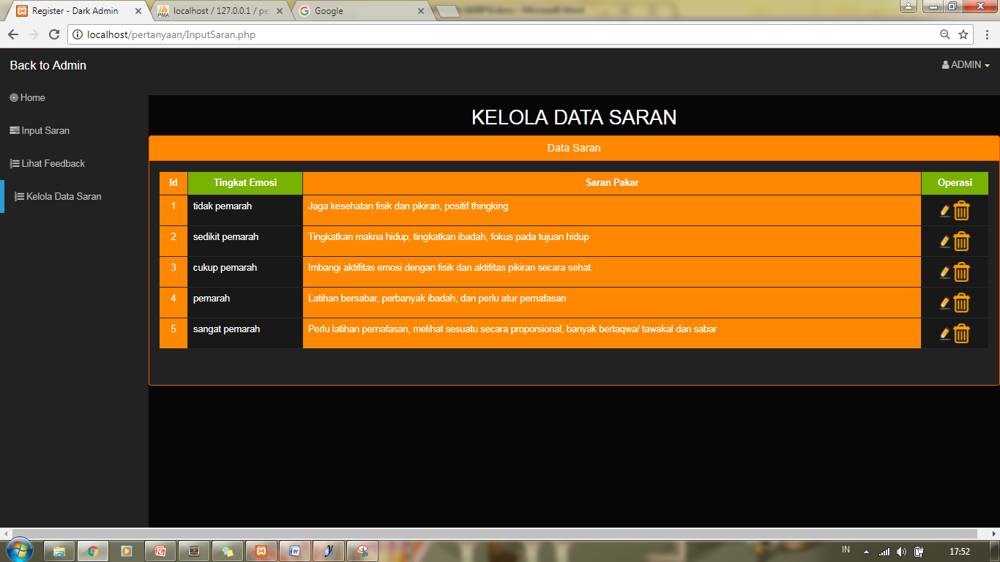 Register - Dark Admin
localhost / 127.0.0.1 / pe
Google
localhost/pertanyaan/InputSaran.php
Back to Admin
ADMIN
Home
Input Saran
Lihat Feedback
Kelola Data Saran
KELOLA DATA SARAN
Data Saran
Id Tingkat Emosi Saran Pakar Operasi
1 tidak pemarah Jaga kesehatan fisik dan pikiran, positif thingking
2 sedikit pemarah Tingkatkan makna hidup, tingkatkan ibadah, fokus pada tujuan hidup
3 cukup pemarah Imbangi aktifitas emosi dengan fisik dan aktifitas pikiran secara sehat.
4 pemarah Latihan bersabar, perbanyak ibadah, dan perlu atur pernafasan
5 sangat pemarah Perlu latihan pernafasan, melihat sesuatu secara proporsional, banyak bertaqwa/ tawakal dan sabar
IN
17:52